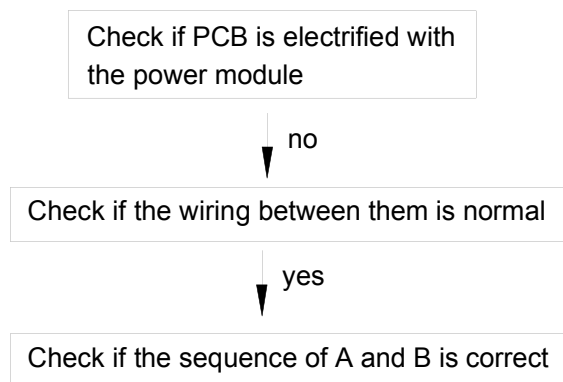 Check if PCB is electrified with
the power module
no
Check if the wiring between them is normal
yes
Check if the sequence of A and B is correct